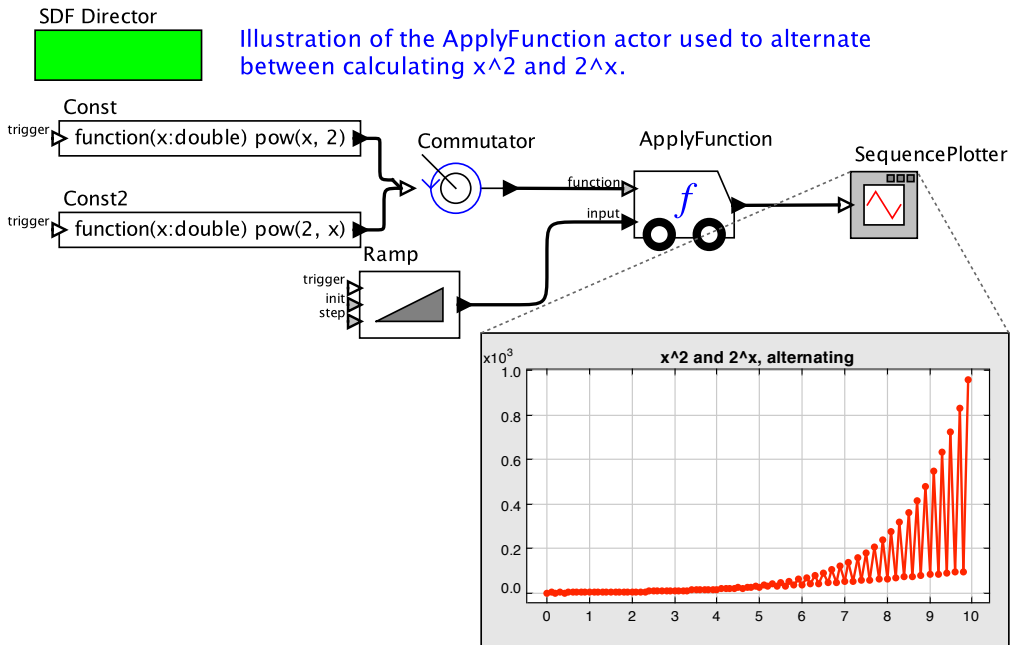 SDF Director
Illustration of the ApplyFunction actor used to alternate
between calculating x^2 and 2^x.
Const
trigger
function(x:double) pow(x, 2)
Commutator
ApplyFunction
SequencePlotter
Const2
trigger
function(x:double) pow(2, x)
function
input
f
Ramp
trigger
init
step
x^2 and 2^x, alternating
x10^3
1.0
0.8
0.6
0.4
0.2
0.0
0 1 2 3 4 5 6 7 8 9 10